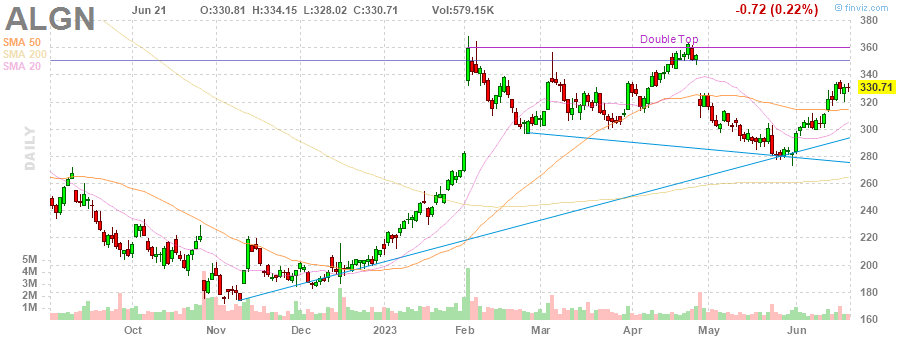 ALGN
Jun 21 O:330.81 H:334.15 L:328.02 C:330.71 Vol:579.15K
-0.72 (0.22%)
© finviz.com
SMA 50
SMA 200
SMA 20
Double Top
DAILY
380
360
340
330.71
320
300
280
260
240
220
200
180
160
5M
4M
3M
2M
1M
Oct Nov Dec 2023 Feb Mar Apr May Jun